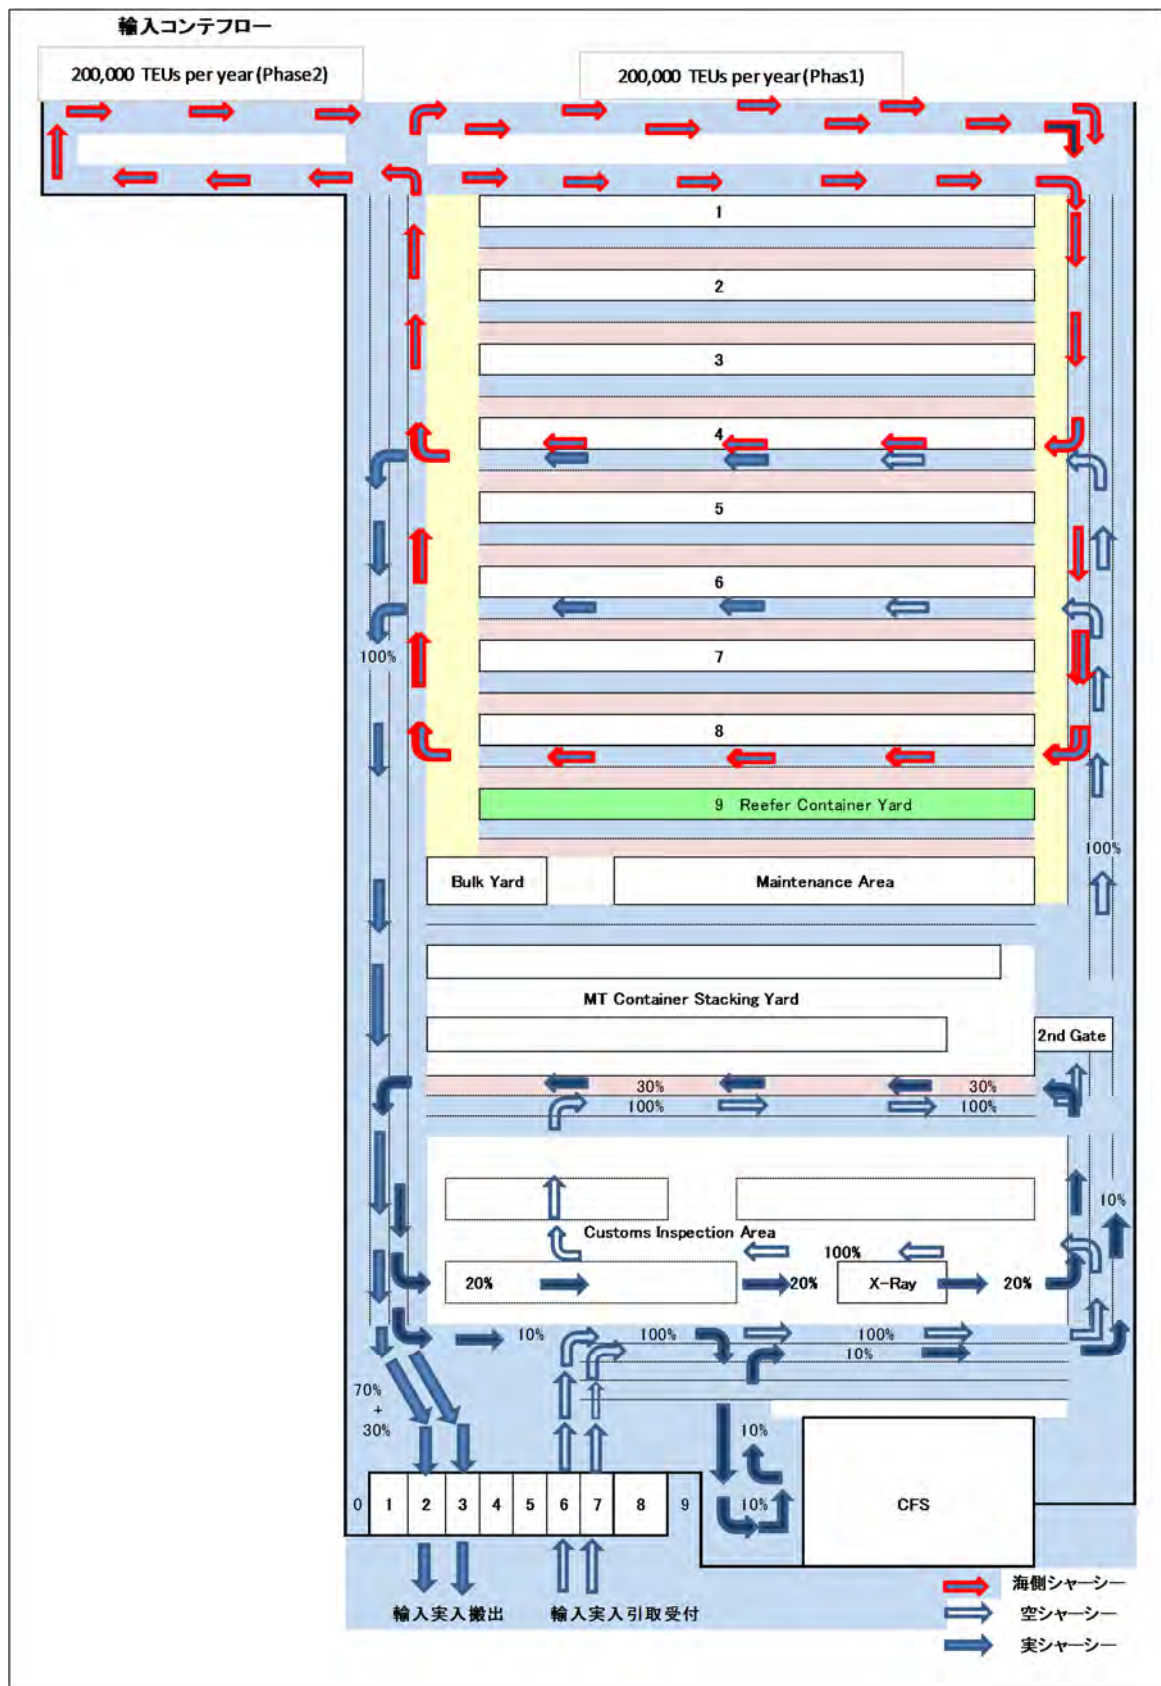 輸入コンテフロー
200,000 TEUs per year(Phase2)
200,000 TEUs per year(Phas1)
1
2
3
4
5
6
100%
7
8
9 Reefer Container Yard
100%
Bulk Yard
Maintenance Area
MT Container Stacking Yard
2nd Gate
30%
30%
100%
100%
10%
Customs Inspection Area
100%
20%
20%
X-Ray
20%
10%
100%
100%
10%
70%
+
30%
10%
0 1 2 3 4 5 6 7 8 9
10%
CFS
海側シャーシー
輸入実入搬出
輸入実入引取受付
空シャーシー
実シャーシー